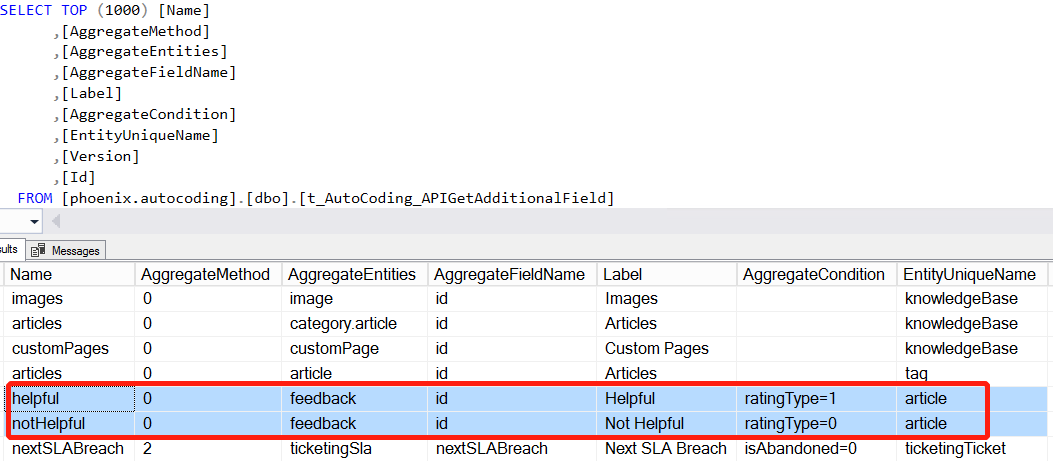 SELECT TOP (1000) [Name]
,[AggregateMethod]
,[AggregateEntities]
,[AggregateFieldName]
,[Label]
,[AggregateCondition]
,[EntityUniqueName]
,[Version]
,[Id]
FROM [phoenix.autocoding].[dbo].[t_AutoCoding_APIGetAdditionalField]
ults Messages
Name AggregateMethod AggregateEntities AggregateFieldName Label AggregateCondition EntityUniqueName
images 0 image id Images knowledgeBase
articles 0 category.article id Articles knowledgeBase
customPages 0 customPage id Custom Pages knowledgeBase
articles 0 article id Articles tag
helpful 0 feedback id Helpful ratingType=1 article
notHelpful 0 feedback id Not Helpful ratingType=0 article
nextSLABreach 2 ticketingSla nextSLABreach Next SLA Breach isAbandoned=0 ticketingTicket